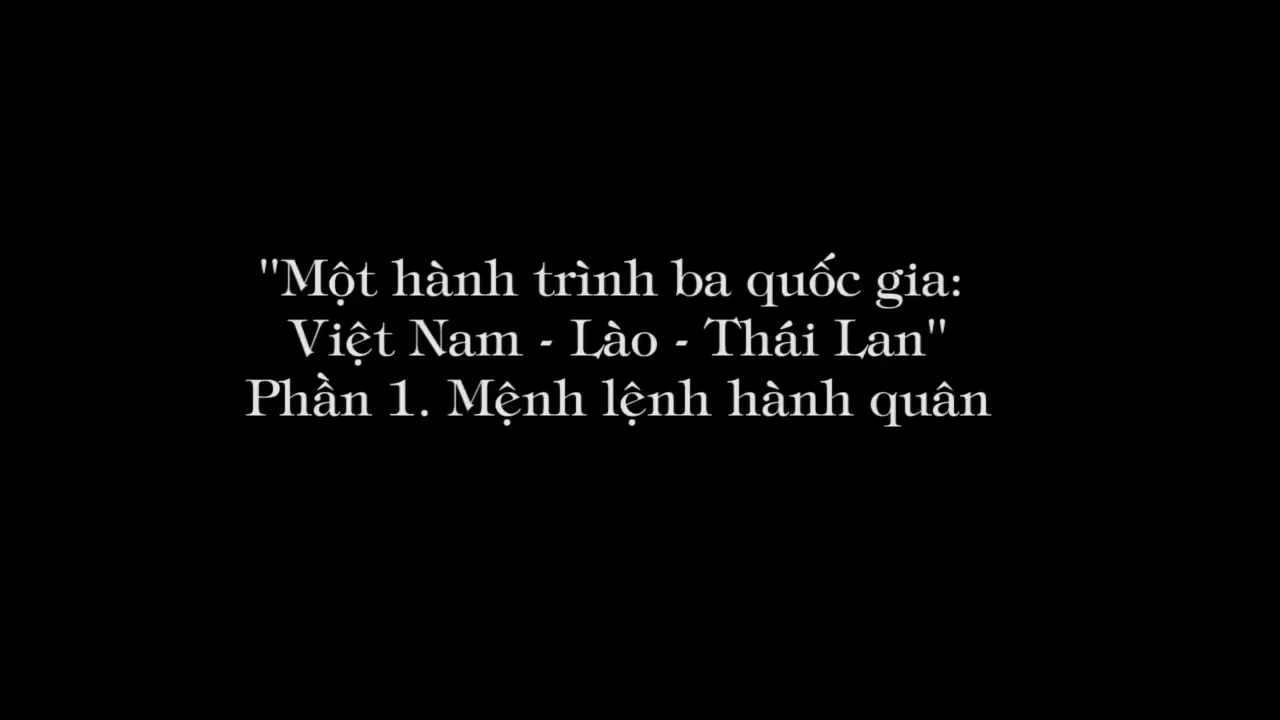 "Một hành trình ba quốc gia:
Việt Nam - Lào - Thái Lan"
Phần 1. Mệnh lệnh hành quân